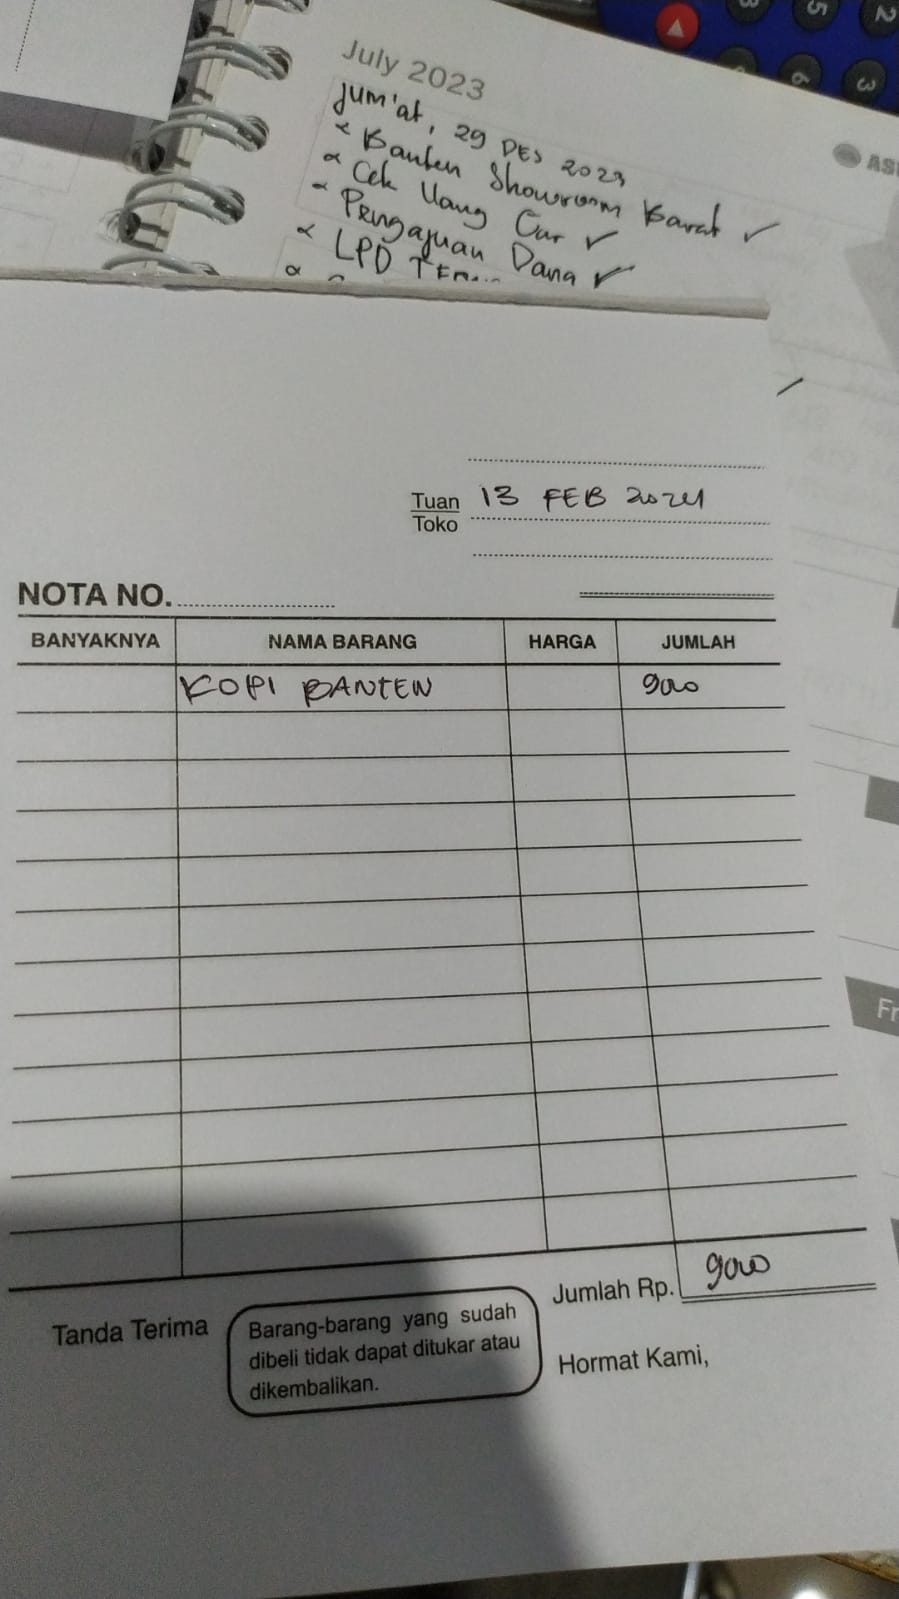 July 2023
Jum'at, 29 DES 2023
Banten Showroom Barat ✓
Cek Uang Car ✓
Pengajuan Dana ✓
LPD
Tuan 13 FEB 2024
Toko
NOTA NO.
BANYAKNYA NAMA BARANG HARGA JUMLAH
KOPI BANTEN 9000
Jumlah Rp. 9000
Tanda Terima
Barang-barang yang sudah
dibeli tidak dapat ditukar atau
dikembalikan.
Hormat Kami,